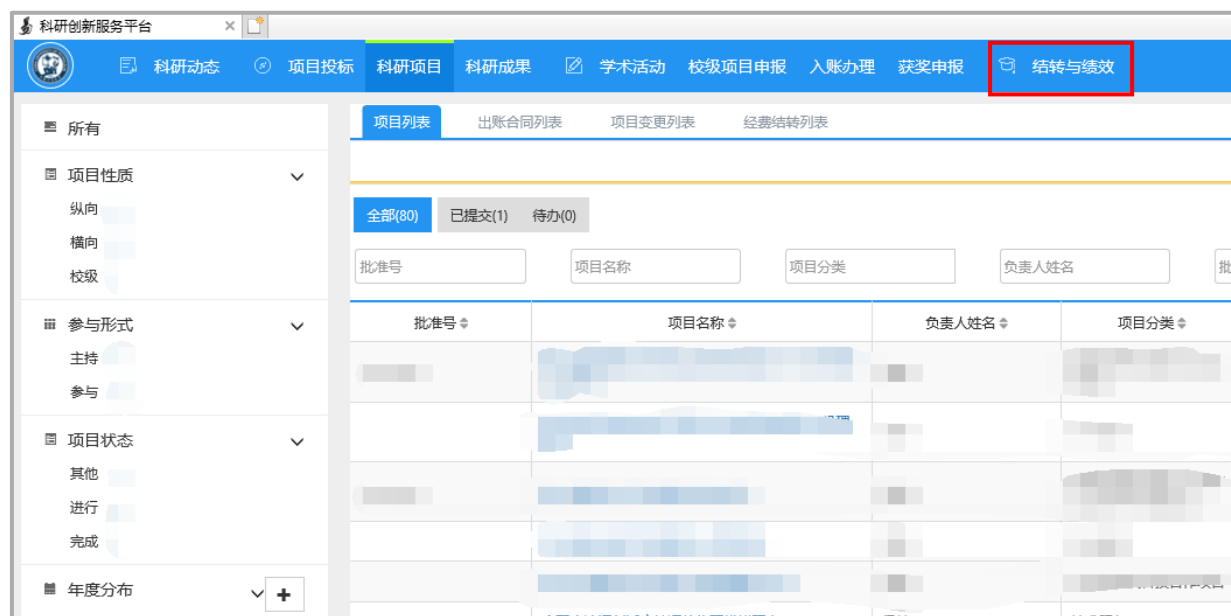 科研创新服务平台
科研动态 项目投标 科研项目 科研成果 学术活动 校级项目申报 入账办理 获奖申报 结转与绩效
所有
项目性质
纵向
横向
校级
参与形式
主持
参与
项目状态
其他
进行
完成
年度分布
项目列表 出账合同列表 项目变更列表 经费结转列表
全部(80) 已提交(1) 待办(0)
批准号 项目名称 项目分类 负责人姓名 批
批准号 项目名称 负责人姓名 项目分类